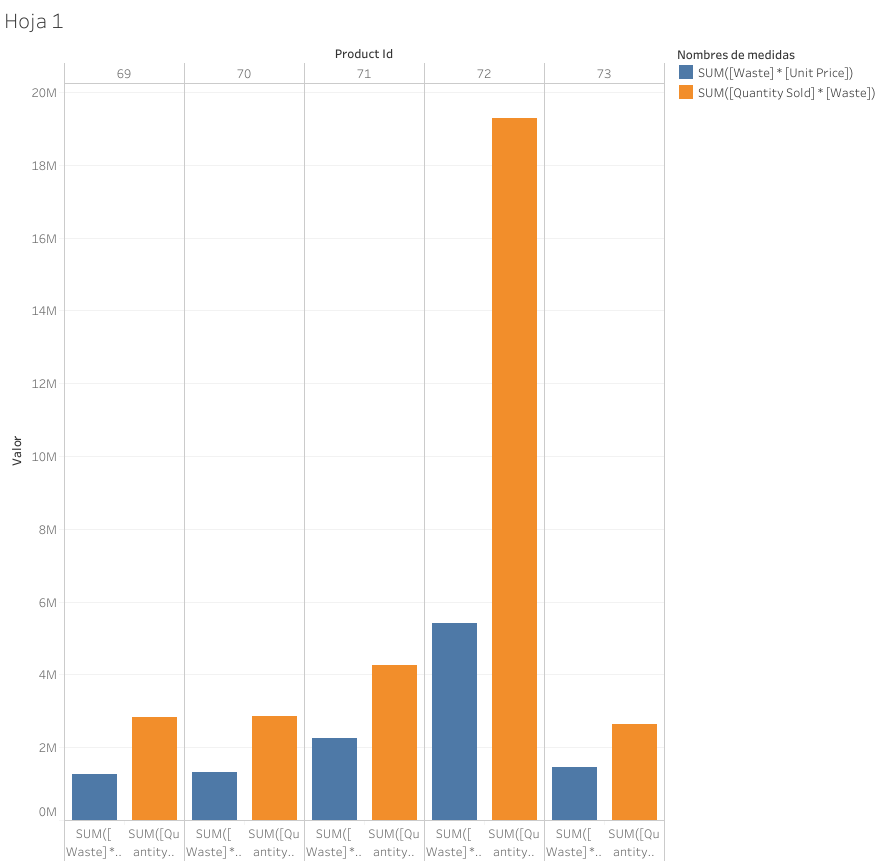 Hoja 1
Product Id
69 70 71 72 73
Nombres de medidas
SUM([Waste] * [Unit Price])
SUM([Quantity Sold] * [Waste])
20M
18M
16M
14M
12M
10M
8M
6M
4M
2M
0M
Valor
SUM([ SUM([Qu SUM([ SUM([Qu SUM([ SUM([Qu SUM([ SUM([Qu SUM([ SUM([Qu
Waste] *.. antity.. Waste] *.. antity.. Waste] *.. antity.. Waste] *.. antity.. Waste] *.. antity..